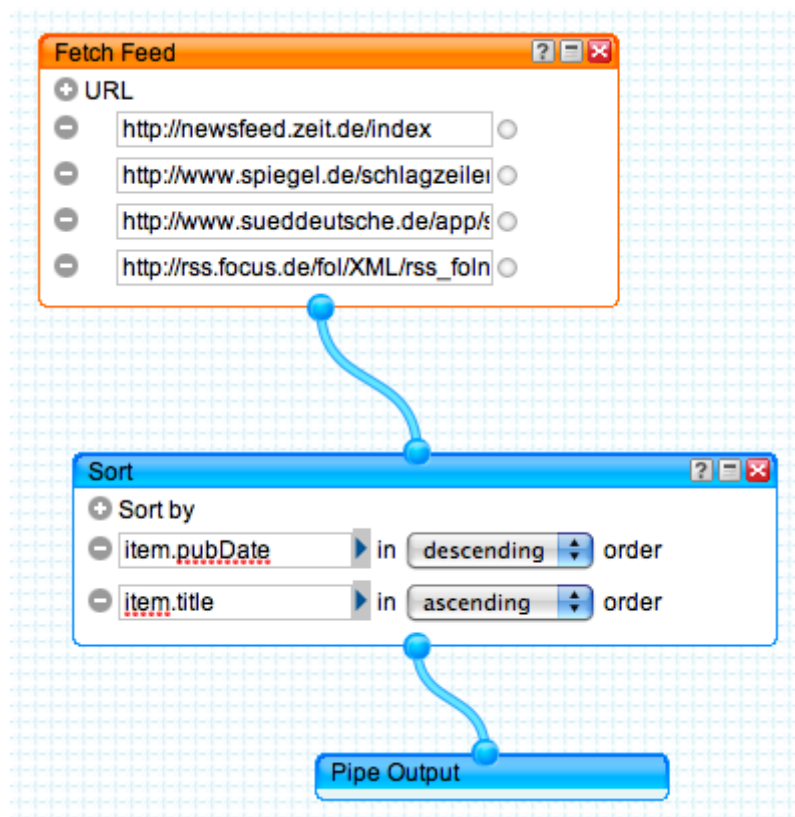 Fetch Feed
URL
http://newsfeed.zeit.de/index
http://www.spiegel.de/schlagzeilen
http://www.sueddeutsche.de/app/s
http://rss.focus.de/fol/XML/rss_foln
Sort
Sort by
item.pubDate in descending order
item.title in ascending order
Pipe Output